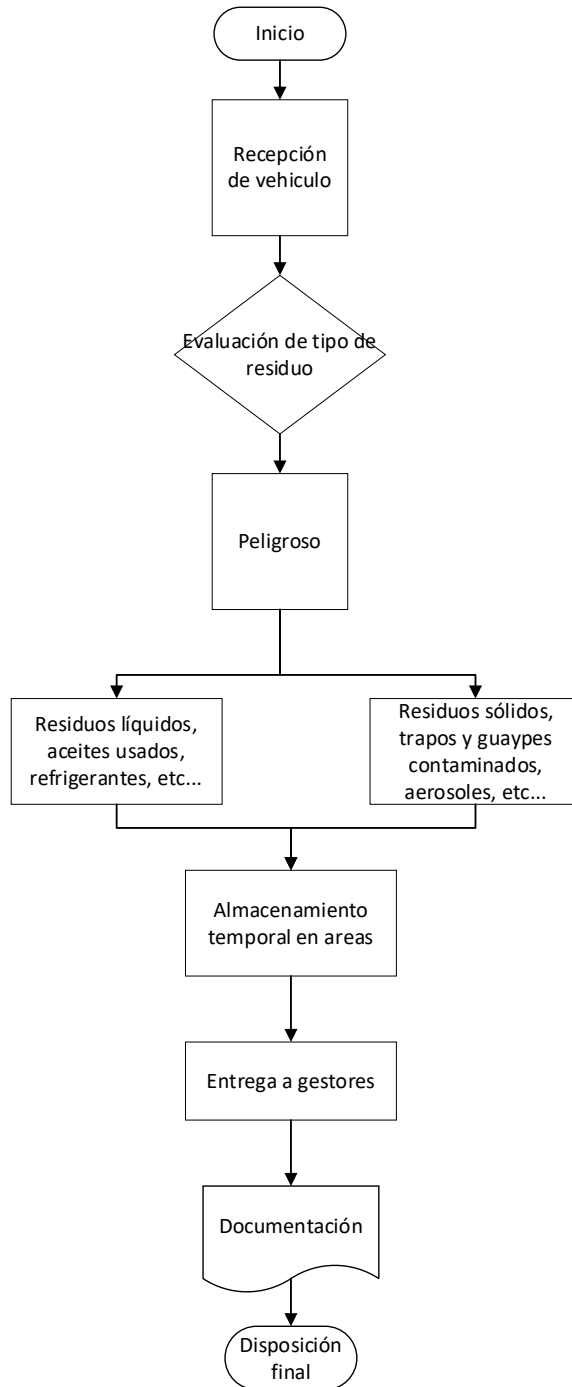 Inicio
Recepción
de vehiculo
Evaluación de tipo de
residuo
Peligroso
Residuos líquidos,
aceites usados,
refrigerantes, etc...
Residuos sólidos,
trapos y guaypes
contaminados,
aerosoles, etc...
Almacenamiento
temporal en areas
Entrega a gestores
Documentación
Disposición
final